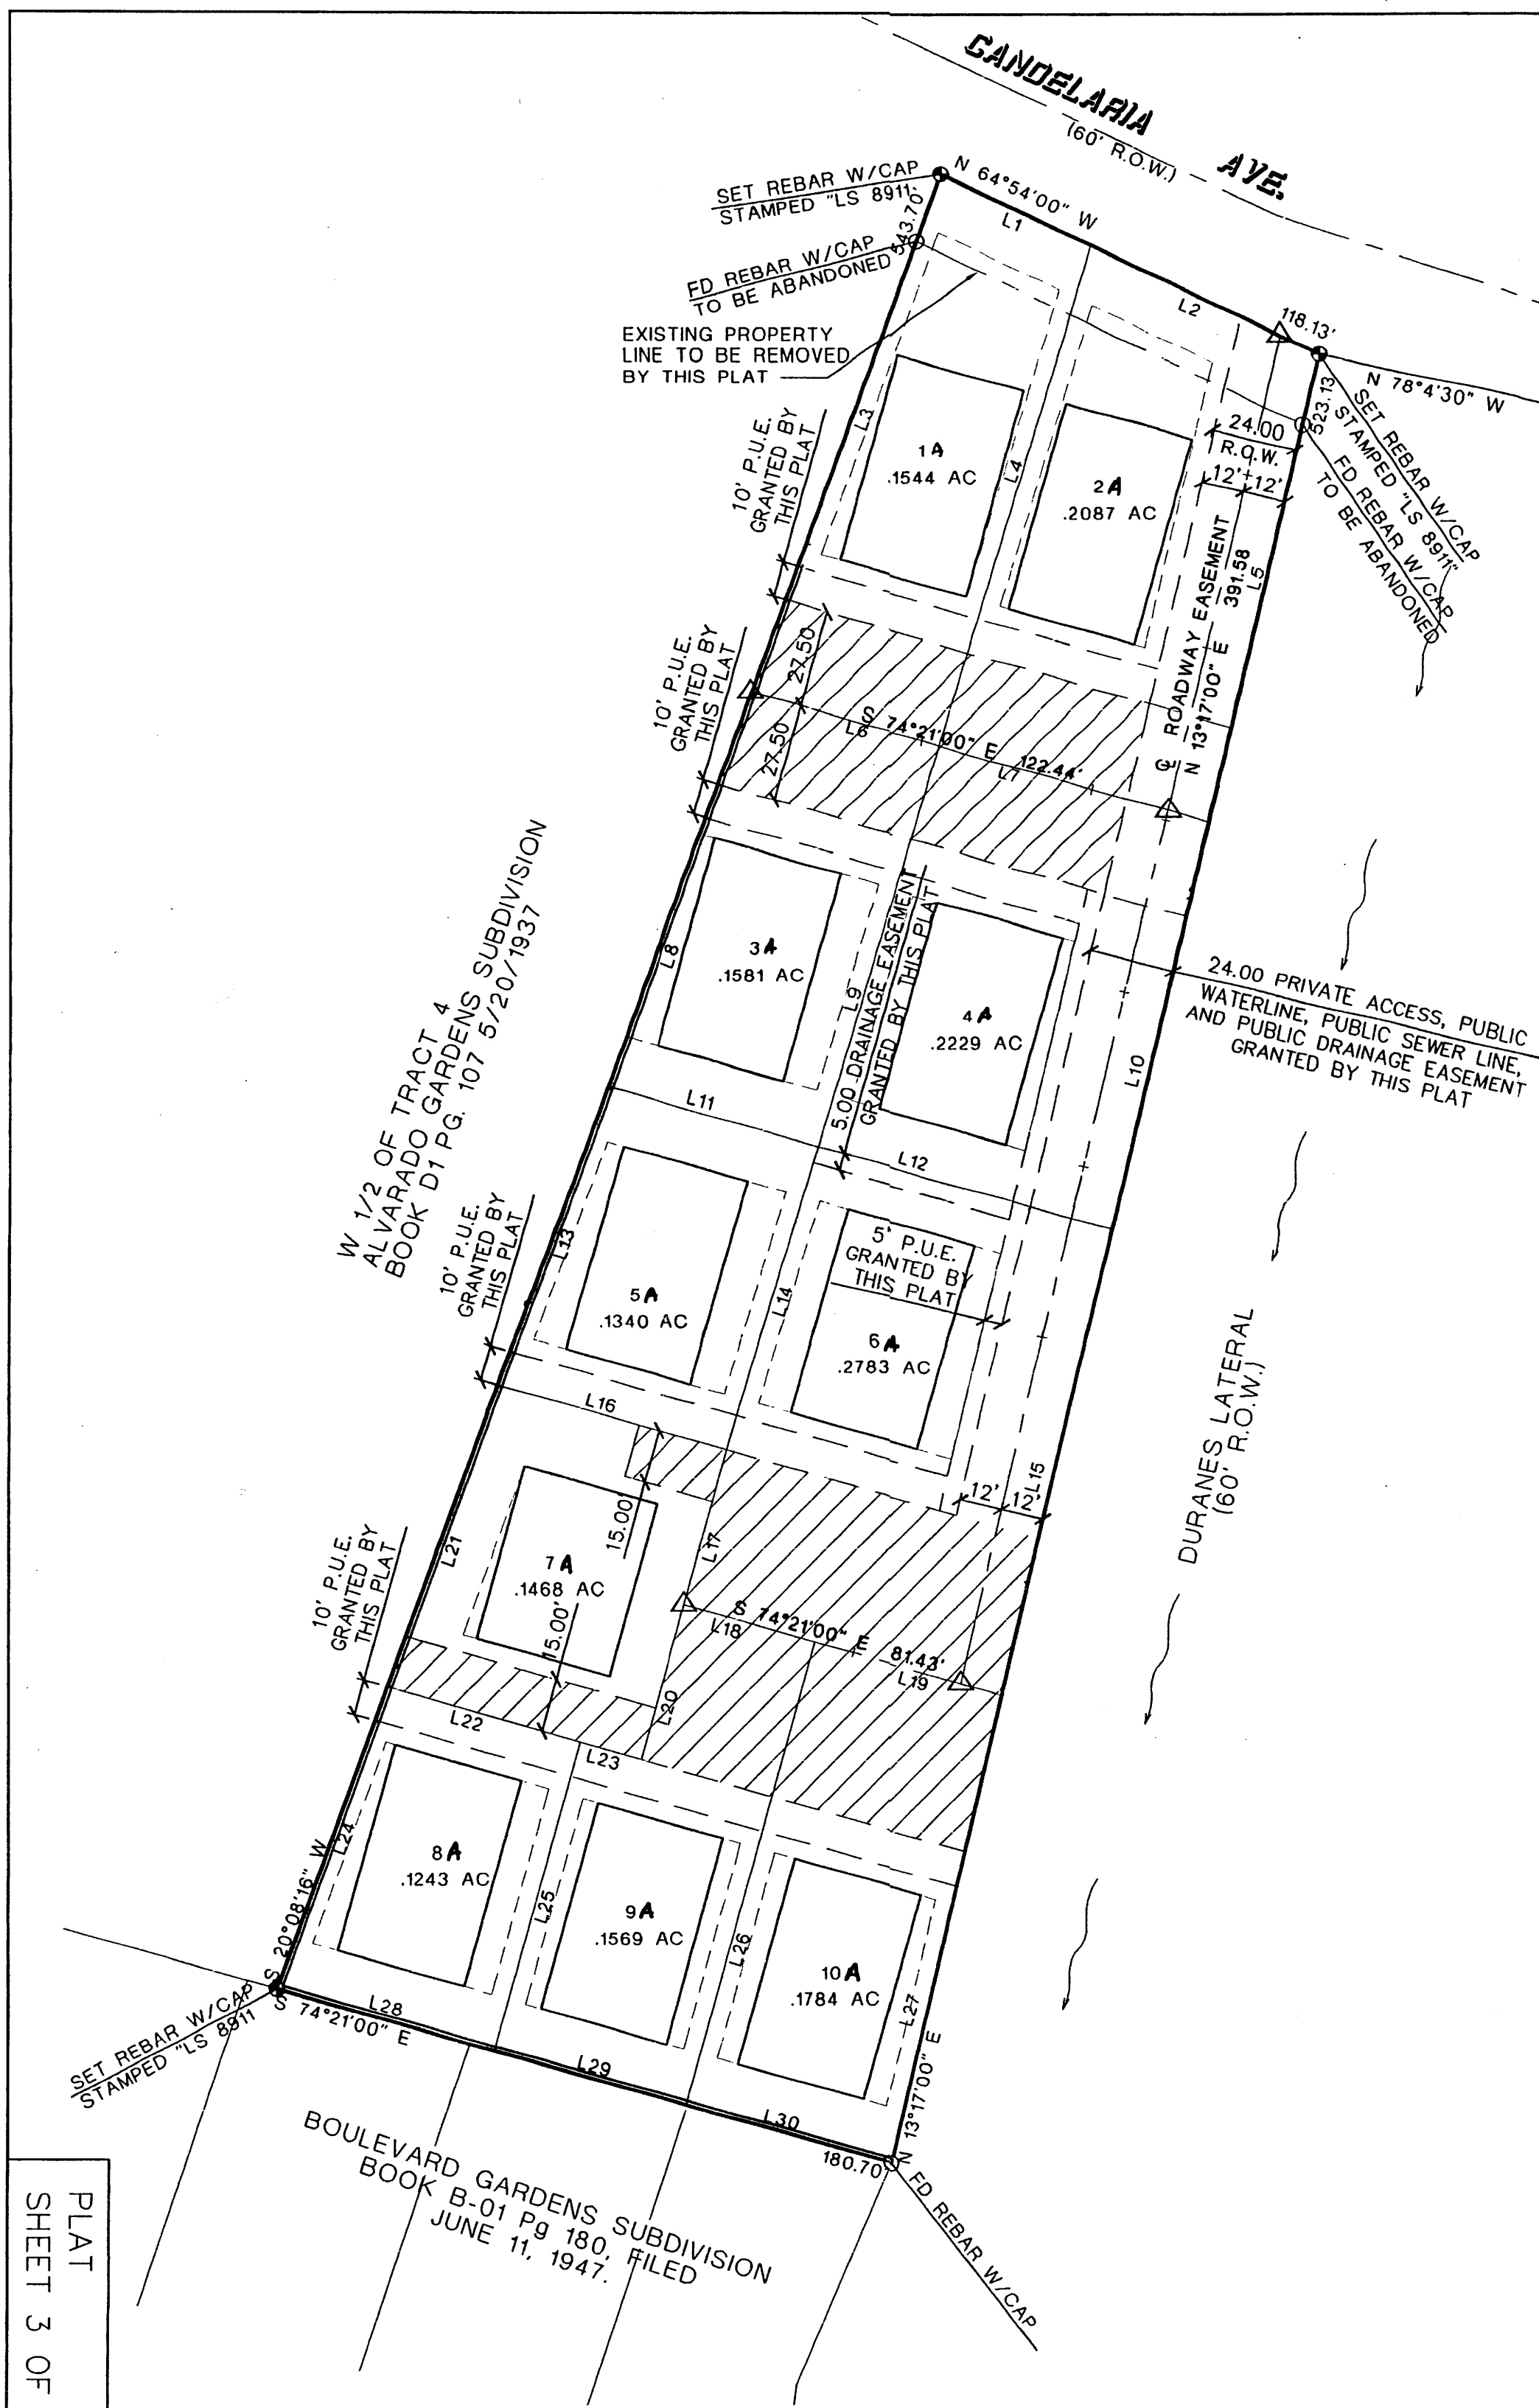 CANDELARIA AVE.
(60' R.O.W.)
SET REBAR W/CAP
STAMPED "LS 8911
N 64°54'00" W
L1
543.70'
FD REBAR W/CAP
TO BE ABANDONED
EXISTING PROPERTY
LINE TO BE REMOVED
BY THIS PLAT
L2
118.13'
N 78°4'30" W
523.13
SET REBAR W/CAP
STAMPED "LS 8911"
FD REBAR W/CAP
TO BE ABANDONED
24.00
R.O.W.
12' 12'
L3
1A
.1544 AC
L4
2A
.2087 AC
10' P.U.E.
GRANTED BY
THIS PLAT
ROADWAY EASEMENT
N 13°17'00" E 391.58
L5
10' P.U.E.
GRANTED BY
THIS PLAT
27.50
27.50
S 74°21'00" E 122.44'
L6
L7
W 1/2 OF TRACT 4
ALVARADO GARDENS SUBDIVISION
BOOK D1 PG. 107 5/20/1937
L8
3A
.1581 AC
L9
5.00 DRAINAGE EASEMENT
GRANTED BY THIS PLAT
4A
.2229 AC
L10
24.00 PRIVATE ACCESS, PUBLIC
WATERLINE, PUBLIC SEWER LINE,
AND PUBLIC DRAINAGE EASEMENT
GRANTED BY THIS PLAT
L11
L12
10' P.U.E.
GRANTED BY
THIS PLAT
L13
5A
.1340 AC
L14
5' P.U.E.
GRANTED BY
THIS PLAT
6A
.2783 AC
DURANES LATERAL
(60' R.O.W.)
L15
12' 12'
L16
10' P.U.E.
GRANTED BY
THIS PLAT
L21
7A
.1468 AC
15.00'
15.00'
L17
S 74°21'00" E 81.43'
L18
L19
L20
L22
L23
L24
8A
.1243 AC
L25
9A
.1569 AC
L26
10A
.1784 AC
L27
S 20°08'16" W
SET REBAR W/CAP
STAMPED "LS 8911
S 74°21'00" E
L28
L29
L30
180.70'
N 13°17'00" E
FD REBAR W/CAP
BOULEVARD GARDENS SUBDIVISION
BOOK B-01 Pg 180, FILED
JUNE 11, 1947.
PLAT
SHEET 3 OF